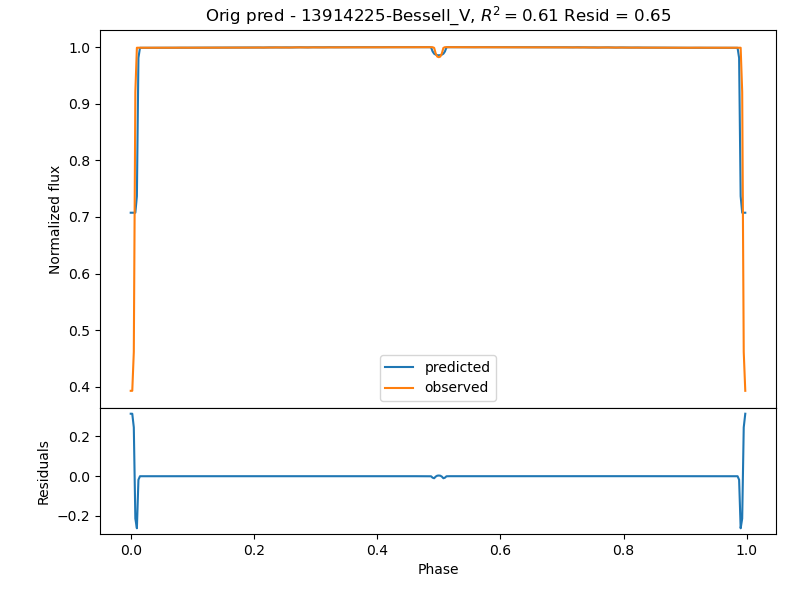 Orig pred - 13914225-Bessell_V, R² = 0.61 Resid = 0.65
1.0
0.9
0.8
0.7
0.6
0.5
0.4
Normalized flux
predicted
observed
0.2
0.0
−0.2
Residuals
0.0 0.2 0.4 0.6 0.8 1.0
Phase